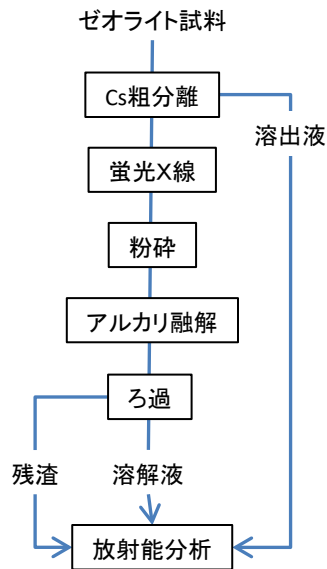 ゼオライト試料
Cs粗分離
溶出液
蛍光X線
粉砕
アルカリ融解
ろ過
残渣
溶解液
放射能分析